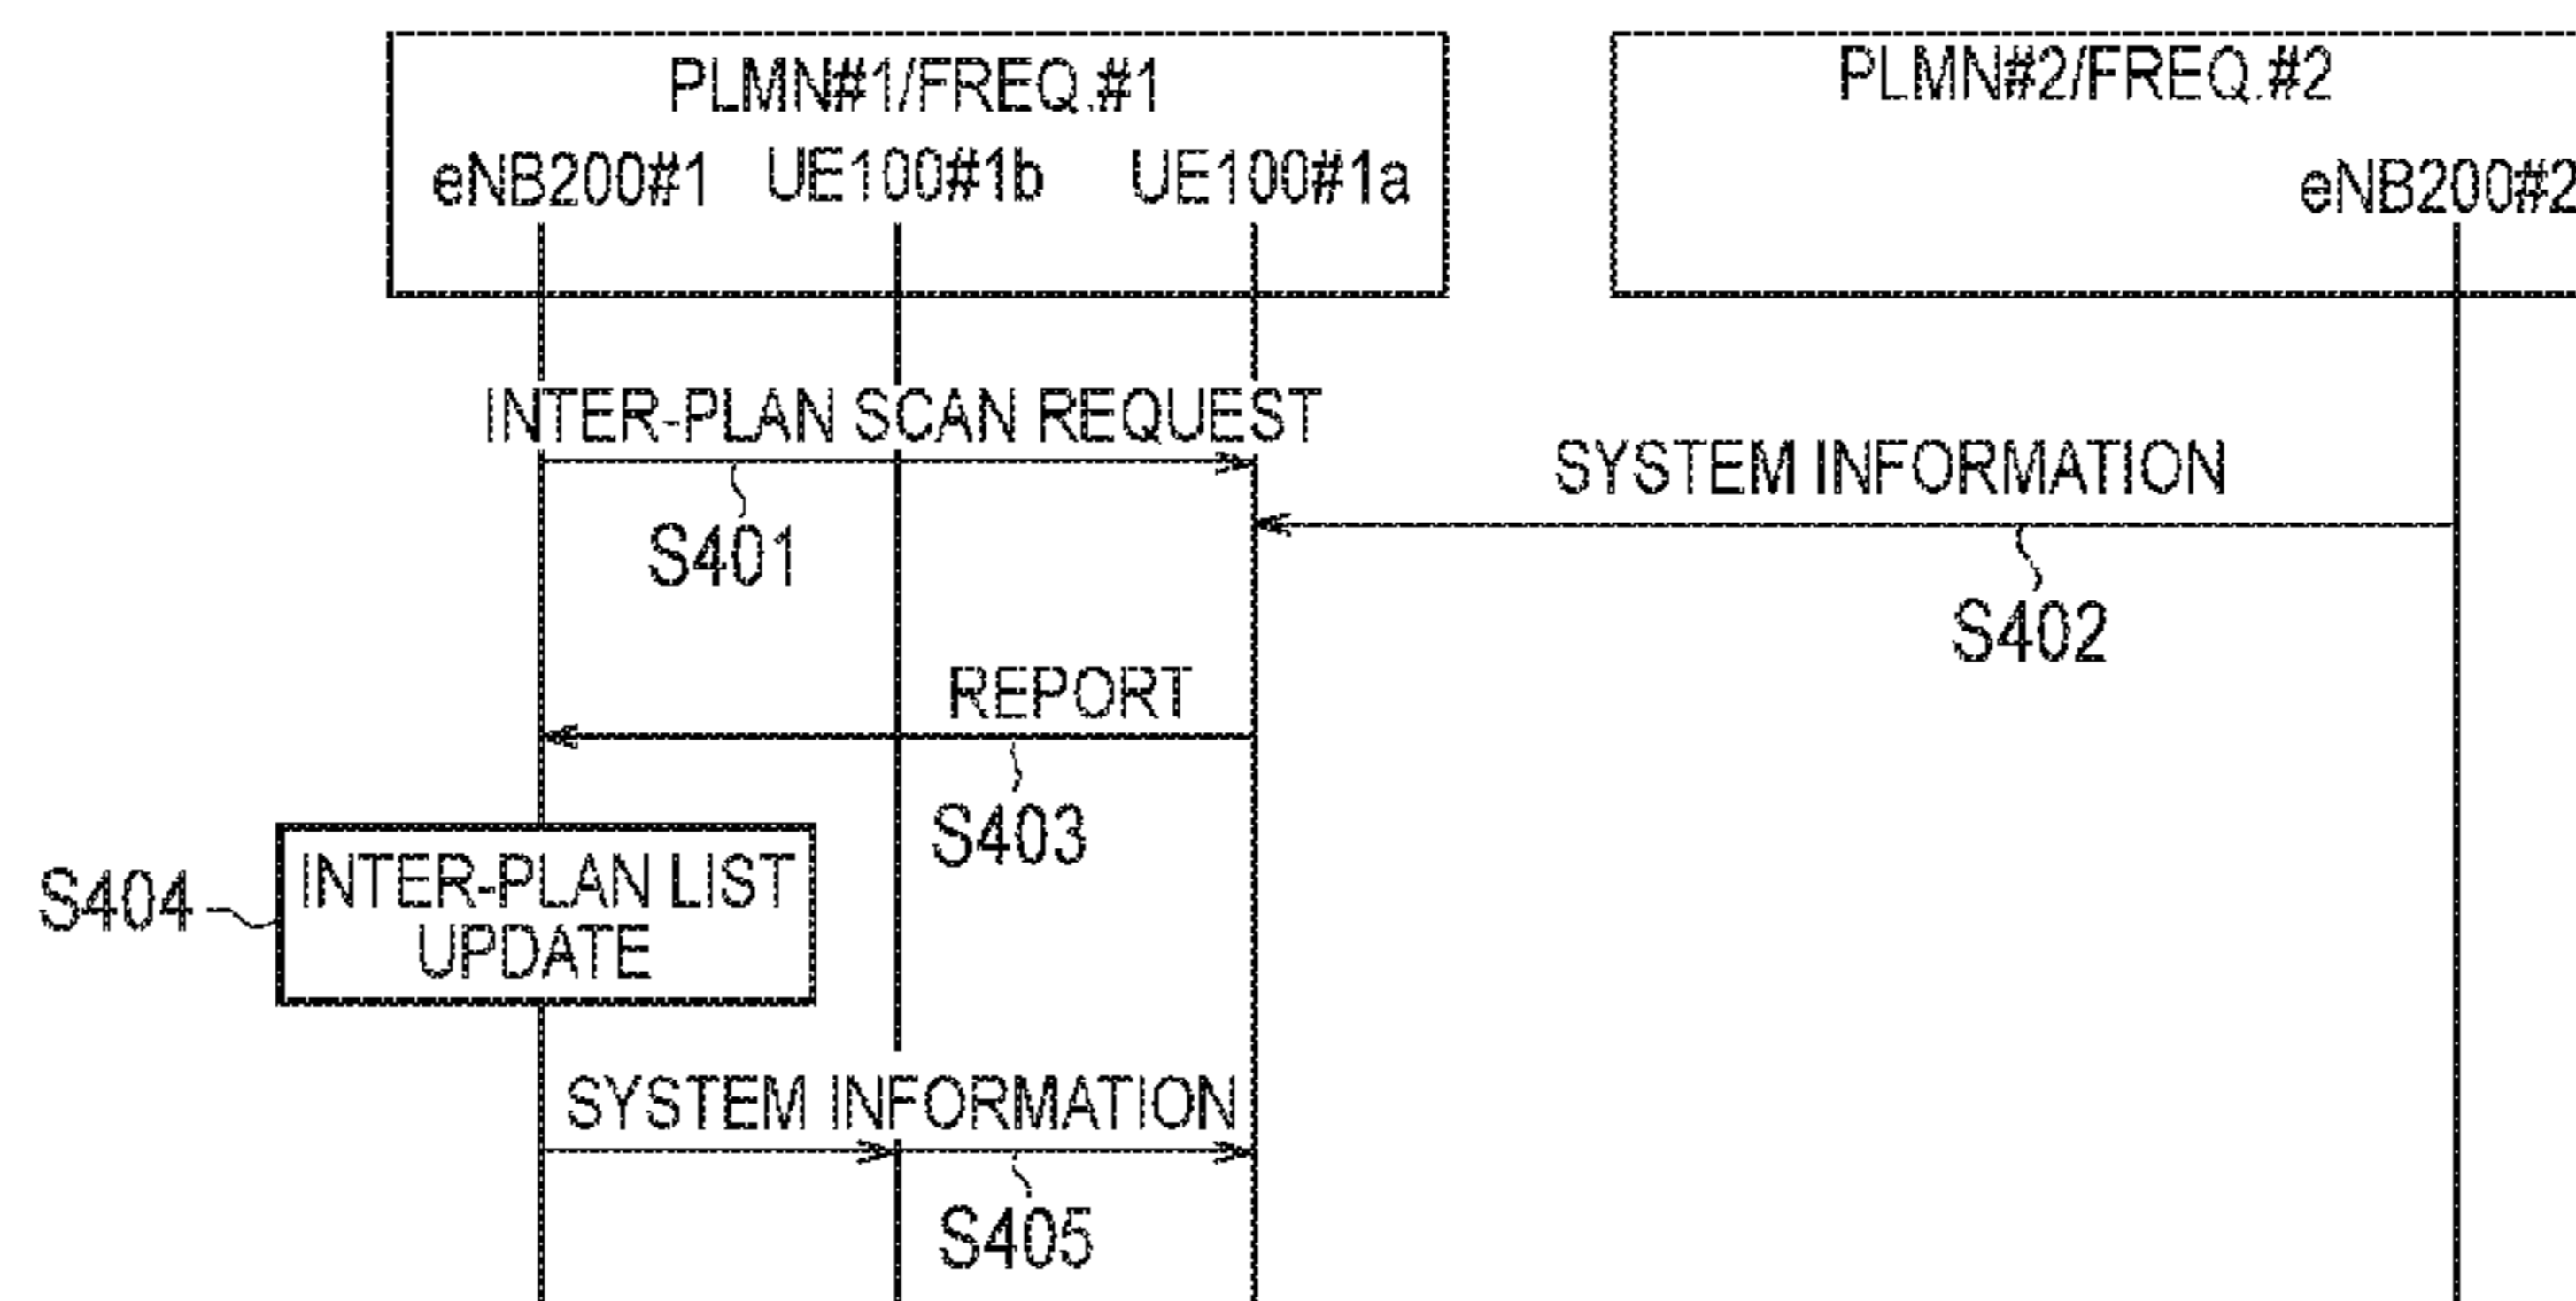 PLMN#1/FREQ.#1
eNB200#1 UE100#1b UE100#1a
PLMN#2/FREQ.#2
eNB200#2
INTER-PLAN SCAN REQUEST
S401
SYSTEM INFORMATION
S402
REPORT
S403
S404
INTER-PLAN LIST
UPDATE
SYSTEM INFORMATION
S405